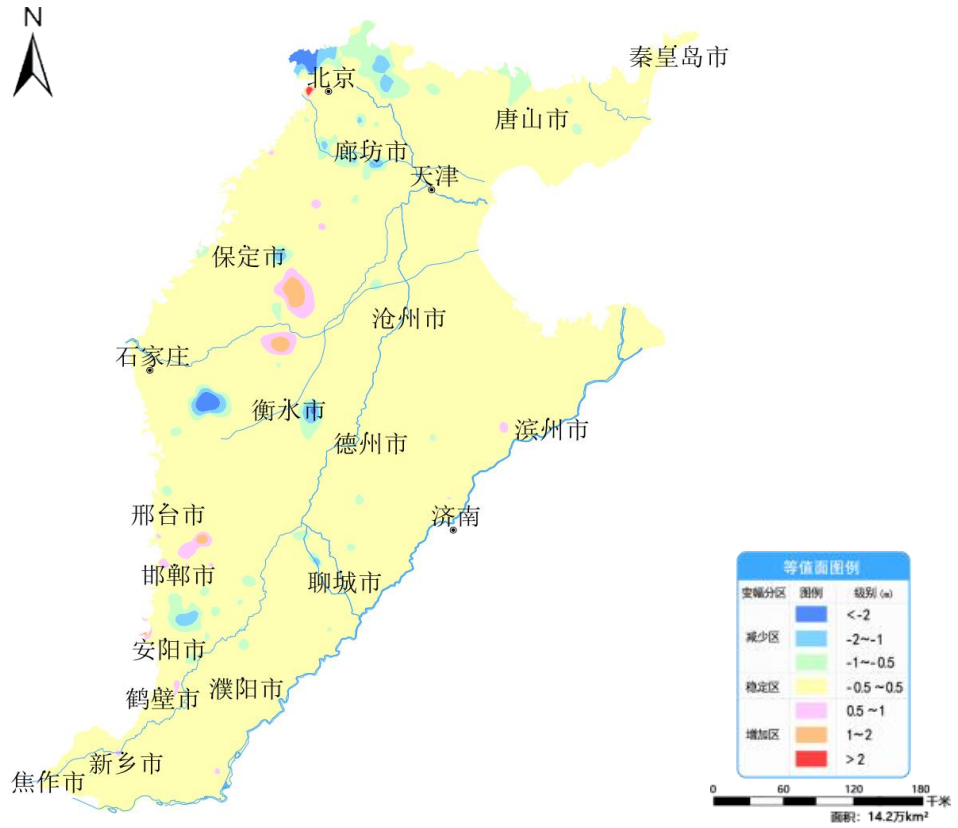 N
秦皇岛市
北京
唐山市
廊坊市
天津
保定市
沧州市
石家庄
衡水市
滨州市
德州市
邢台市
济南
邯郸市
聊城市
安阳市
鹤壁市
濮阳市
新乡市
焦作市
等值面图例
变幅分区 图例 级别 (m)
<-2
减少区 -2~-1
-1~-0.5
稳定区 -0.5~0.5
0.5~1
增加区 1~2
>2
0 60 120 180
千米
面积：14.2万km²